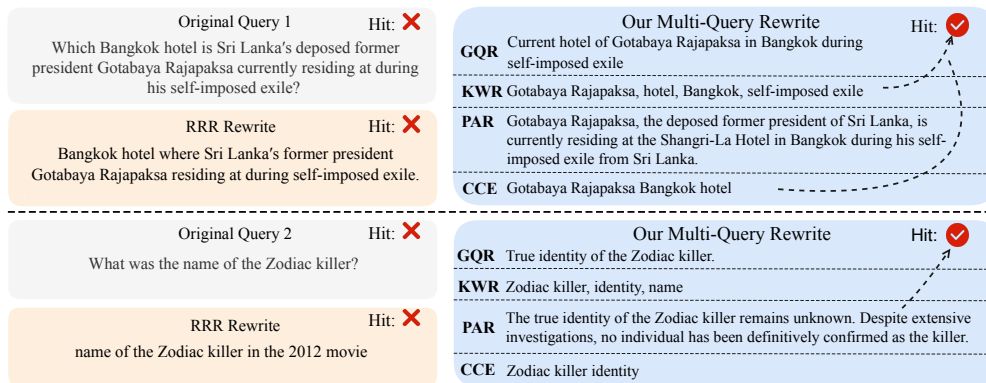 Original Query 1 Hit:
Which Bangkok hotel is Sri Lanka's deposed former
president Gotabaya Rajapaksa currently residing at during
his self-imposed exile?
RRR Rewrite Hit:
Bangkok hotel where Sri Lanka's former president
Gotabaya Rajapaksa residing at during self-imposed exile.
Our Multi-Query Rewrite Hit:
GQR Current hotel of Gotabaya Rajapaksa in Bangkok during
self-imposed exile
KWR Gotabaya Rajapaksa, hotel, Bangkok, self-imposed exile
PAR Gotabaya Rajapaksa, the deposed former president of Sri Lanka, is
currently residing at the Shangri-La Hotel in Bangkok during his self-
imposed exile from Sri Lanka.
CCE Gotabaya Rajapaksa Bangkok hotel
Original Query 2 Hit:
What was the name of the Zodiac killer?
RRR Rewrite Hit:
name of the Zodiac killer in the 2012 movie
Our Multi-Query Rewrite Hit:
GQR True identity of the Zodiac killer.
KWR Zodiac killer, identity, name
PAR The true identity of the Zodiac killer remains unknown. Despite extensive
investigations, no individual has been definitively confirmed as the killer.
CCE Zodiac killer identity